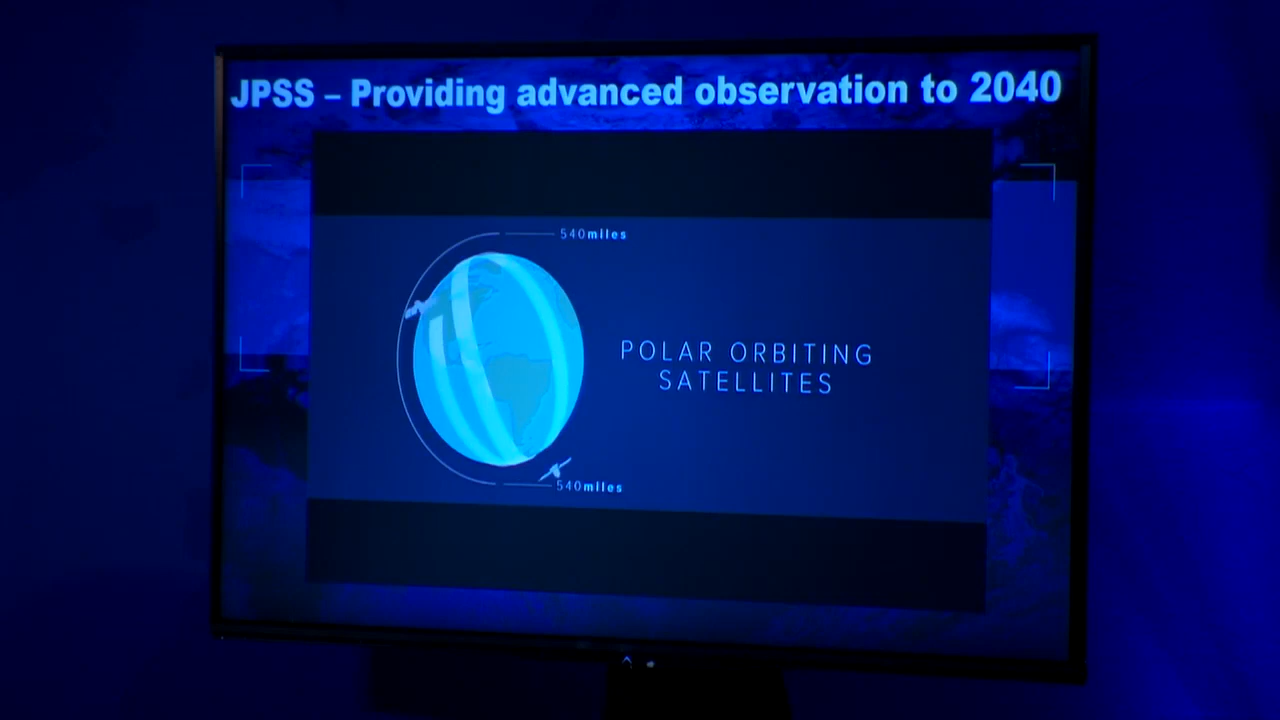 JPSS – Providing advanced observation to 2040
540miles
POLAR ORBITING
SATELLITES
540miles